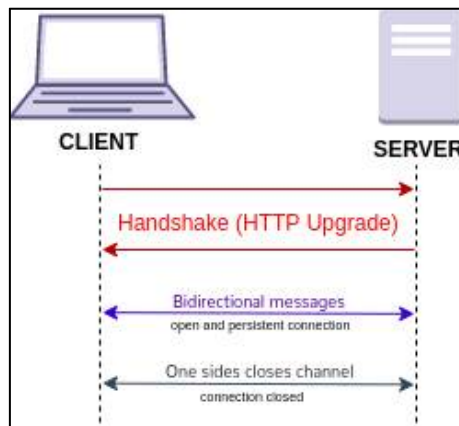 CLIENT
SERVER
Handshake (HTTP Upgrade)
Bidirectional messages
open and persistent connection
One sides closes channel
connection closed